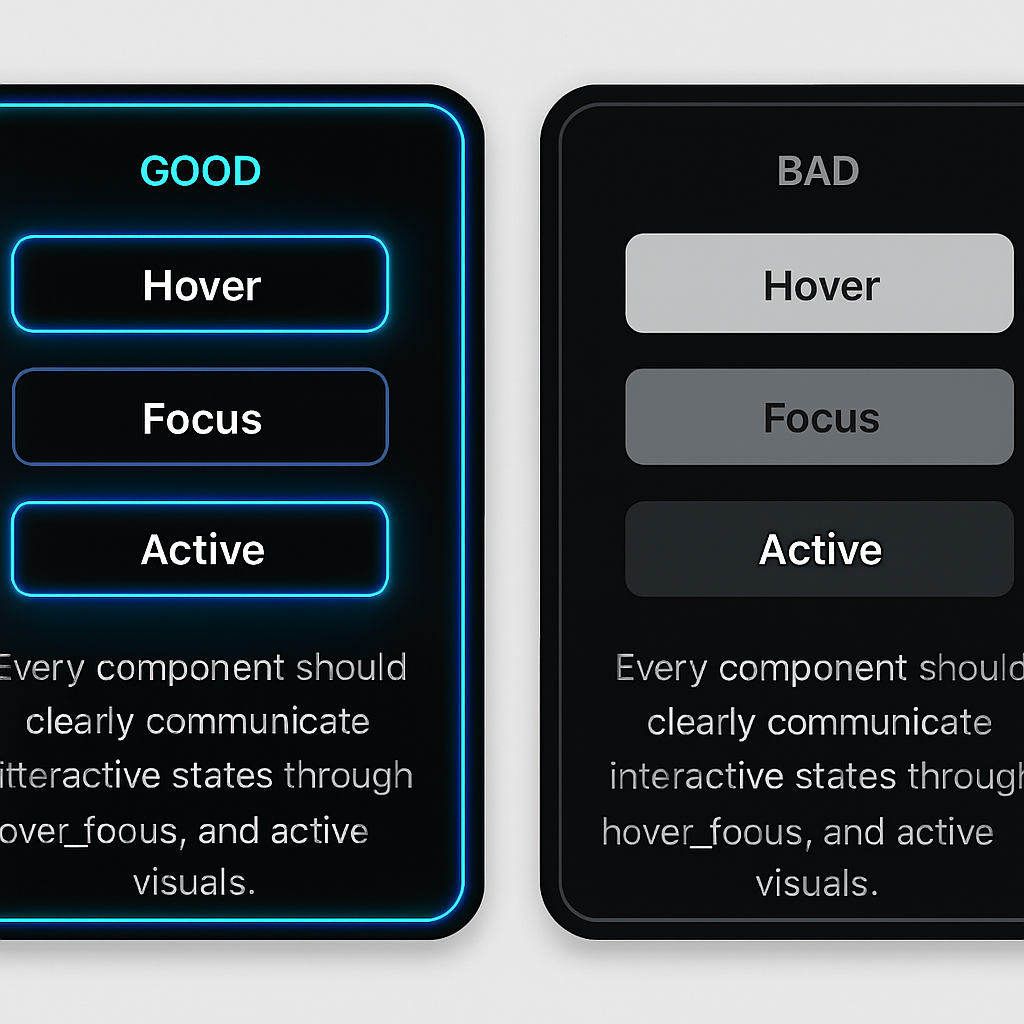 GOOD
Hover
Focus
Active
Every component should
clearly communicate
itteractive states through
over_foous, and active
visuals.
BAD
Hover
Focus
Active
Every component should
clearly communicate
interactive states through
hover_foous, and active
visuals.